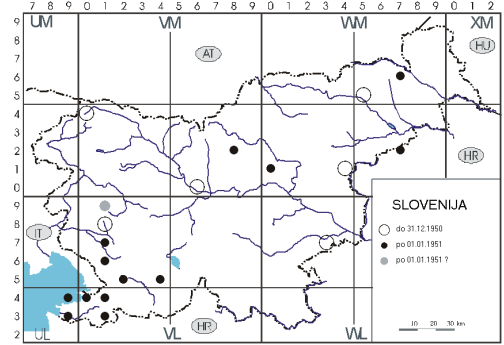 7 8 9 0 1 2 3 4 5 6 7 8 9 0 1 2 3 4 5 6 7 8 9 0 1 2
9 UM VM WM XM
8 HU
7 AT
6
5
4
3
2 HR
1
0
9 SLOVENIJA
8 IT do 31.12.1950
7 po 01.01.1951
6 po 01.01.1951 ?
5
4
3 HR 10 20 30 km
2 UL VL WL